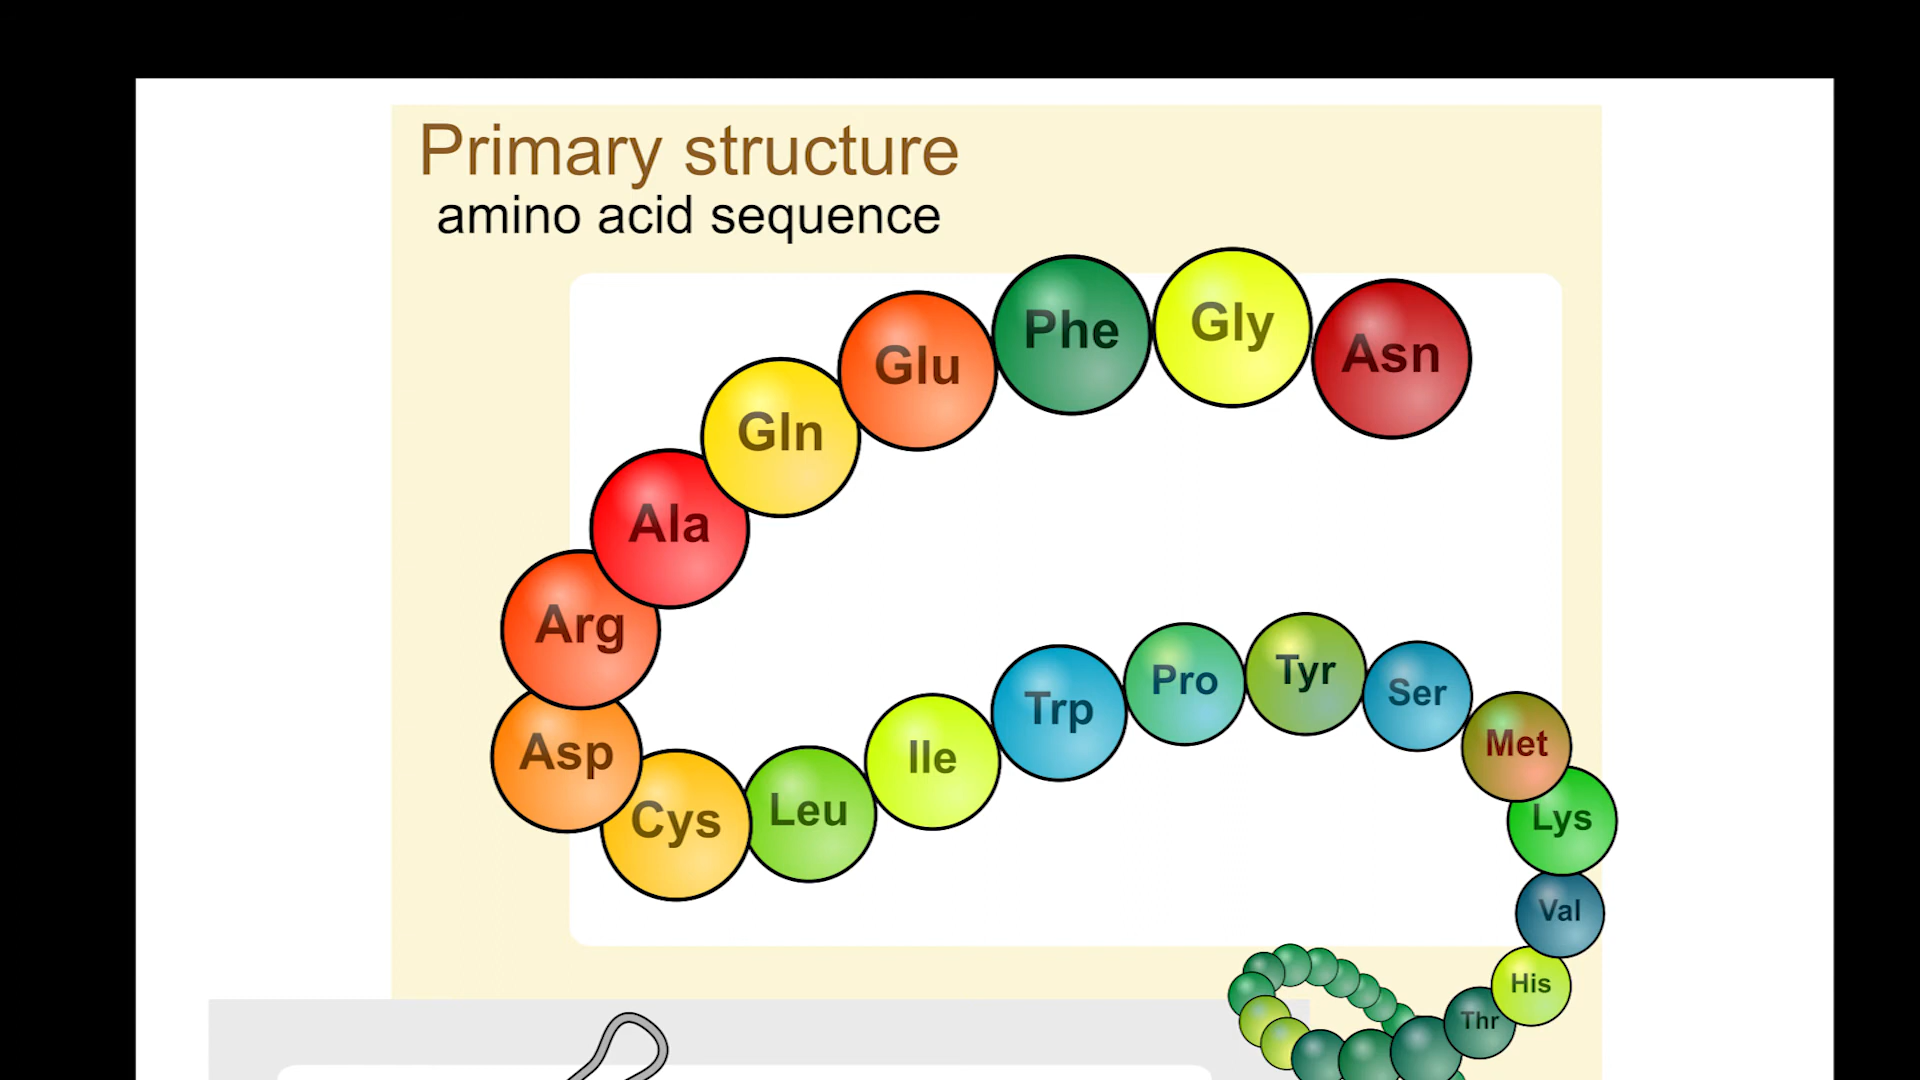 Primary structure
amino acid sequence
Asn
Gly
Phe
Glu
Gln
Ala
Arg
Asp
Cys
Leu
Ile
Trp
Pro
Tyr
Ser
Met
Lys
Val
His
Thr